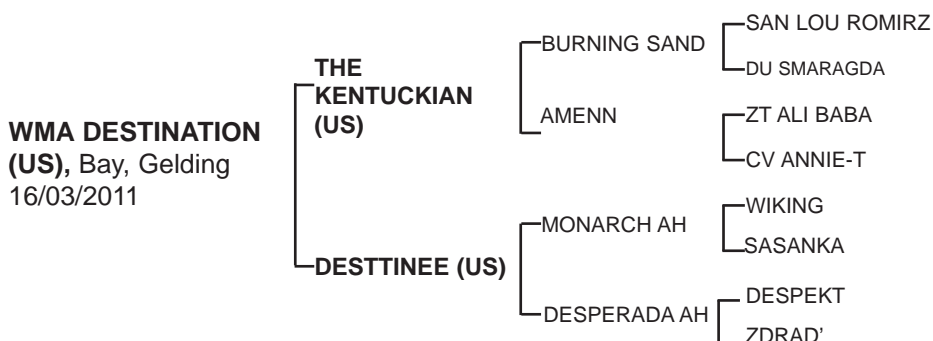 WMA DESTINATION
(US), Bay, Gelding
16/03/2011
THE
KENTUCKIAN
(US)
DESTTINEE (US)
BURNING SAND
AMENN
MONARCH AH
DESPERADA AH
SAN LOU ROMIRZ
DU SMARAGDA
ZT ALI BABA
CV ANNIE-T
WIKING
SASANKA
DESPEKT
ZDRAD'